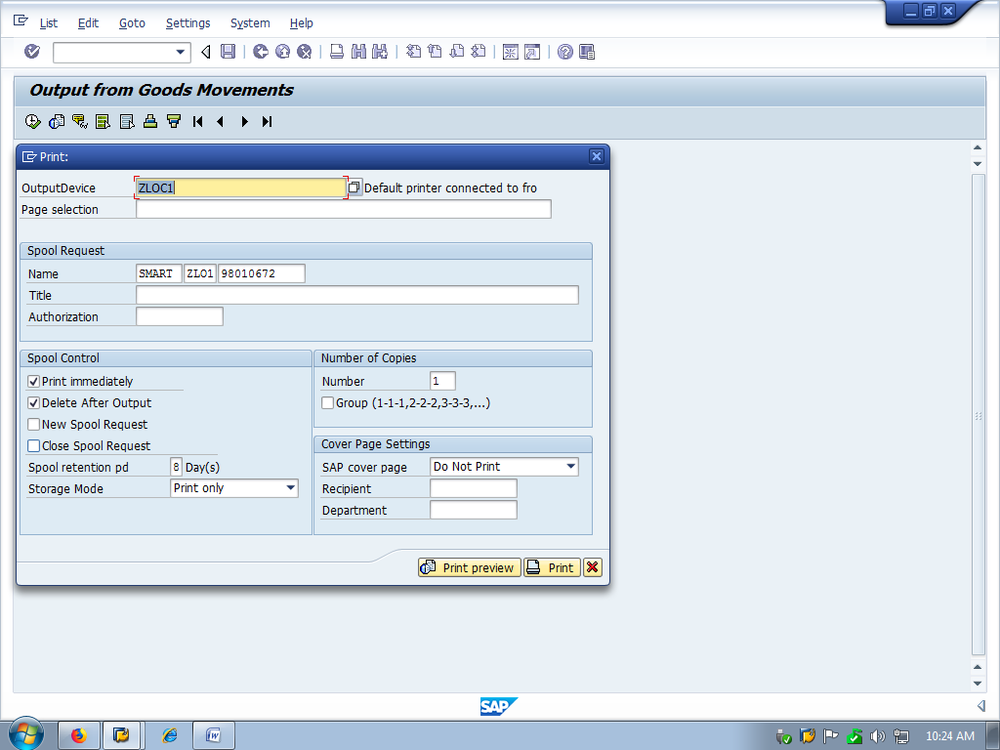 List Edit Goto Settings System Help
Output from Goods Movements
Print:
OutputDevice ZLOC1 Default printer connected to fro
Page selection
Spool Request
Name SMART ZLO1 98010672
Title
Authorization
Spool Control
Print immediately
Delete After Output
New Spool Request
Close Spool Request
Spool retention pd 8 Day(s)
Storage Mode Print only
Number of Copies
Number 1
Group (1-1-1,2-2-2,3-3-3,...)
Cover Page Settings
SAP cover page Do Not Print
Recipient
Department
Print preview Print
SAP
10:24 AM